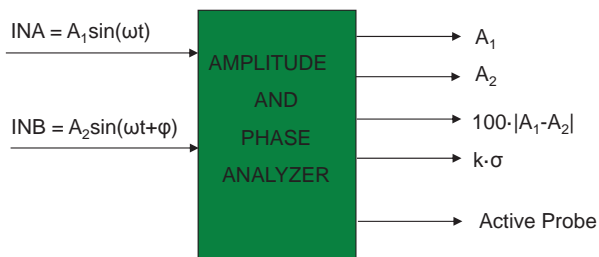 INA = A₁sin(ωt)
INB = A₂sin(ωt+φ)
AMPLITUDE
AND
PHASE
ANALYZER
A₁
A₂
100·|A₁-A₂|
k·σ
Active Probe